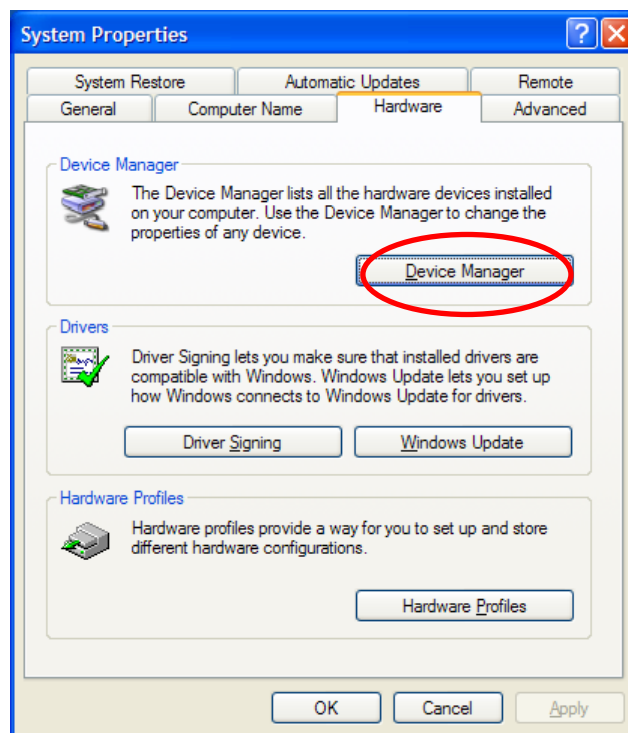 System Properties
System Restore Automatic Updates Remote
General Computer Name Hardware Advanced
Device Manager
The Device Manager lists all the hardware devices installed
on your computer. Use the Device Manager to change the
properties of any device.
Device Manager
Drivers
Driver Signing lets you make sure that installed drivers are
compatible with Windows. Windows Update lets you set up
how Windows connects to Windows Update for drivers.
Driver Signing Windows Update
Hardware Profiles
Hardware profiles provide a way for you to set up and store
different hardware configurations.
Hardware Profiles
OK Cancel Apply